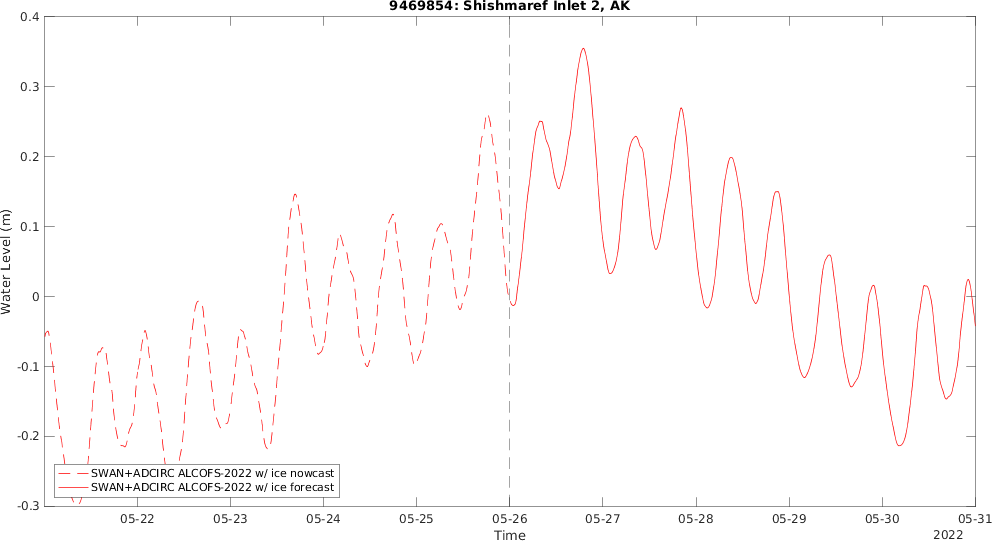 9469854: Shishmaref Inlet 2, AK
Water Level (m)
0.4
0.3
0.2
0.1
0
-0.1
-0.2
-0.3
SWAN+ADCIRC ALCOFS-2022 w/ ice nowcast
SWAN+ADCIRC ALCOFS-2022 w/ ice forecast
05-22 05-23 05-24 05-25 05-26 05-27 05-28 05-29 05-30 05-31
Time
2022